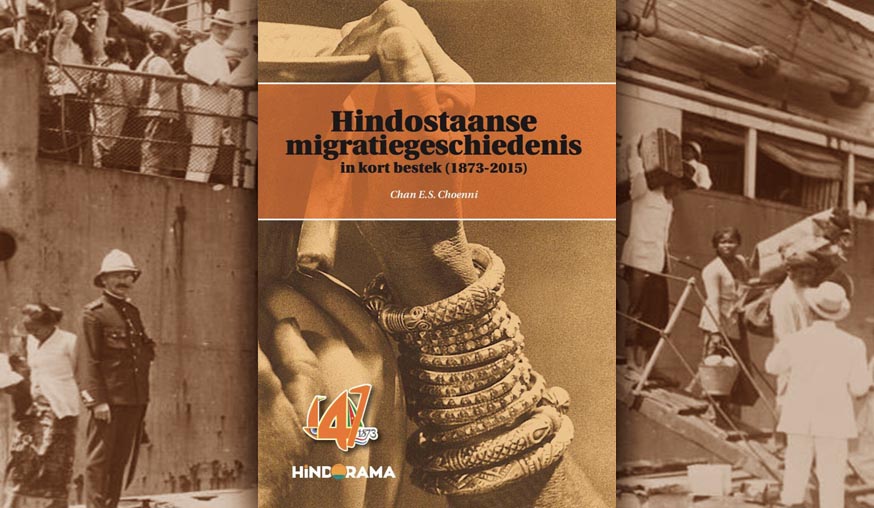 Hindostaanse
migratiegeschiedenis
in kort bestek (1873-2015)
Chan E.S. Choenni
147
1873
HiNDORAMA